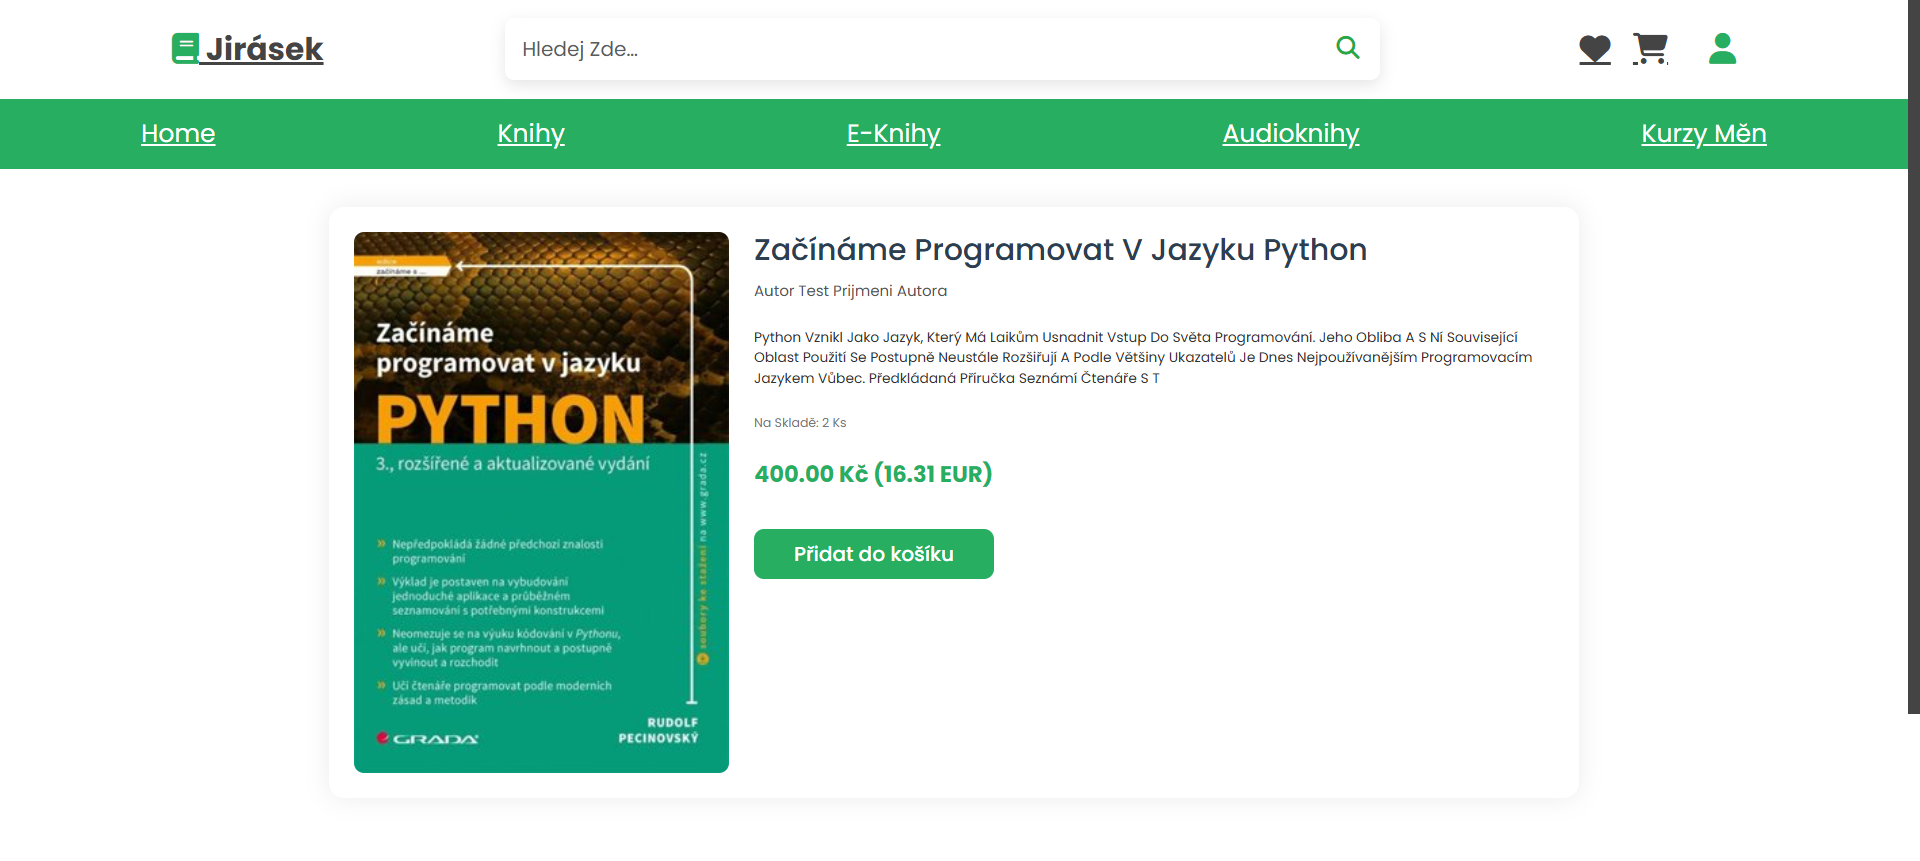 Jirásek
Hledej Zde...
Home
Knihy
E-Knihy
Audioknihy
Kurzy Měn
začínáme s ...
Začínáme
programovat v jazyku
PYTHON
3., rozšířené a aktualizované vydání
soubory ke stažení na www.grada.cz
» Nepředpokládá žádné předchozí znalosti
programování
» Výklad je postaven na vybudování
jednoduché aplikace a průběžném
seznamování s potřebnými konstrukcemi
» Neomezuje se na výuku kódování v Pythonu,
ale učí, jak program navrhnout a postupně
vyvinout a rozchodit
» Učí čtenáře programovat podle moderních
zásad a metodik
RUDOLF
PECINOVSKÝ
GRADA
Začínáme Programovat V Jazyku Python
Autor Test Prijmeni Autora
Python Vznikl Jako Jazyk, Který Má Laikům Usnadnit Vstup Do Světa Programování. Jeho Obliba A S Ní Související
Oblast Použití Se Postupně Neustále Rozšiřují A Podle Většiny Ukazatelů Je Dnes Nejpoužívanějším Programovacím
Jazykem Vůbec. Předkládaná Příručka Seznámí Čtenáře S T
Na Skladě: 2 Ks
400.00 Kč (16.31 EUR)
Přidat do košíku